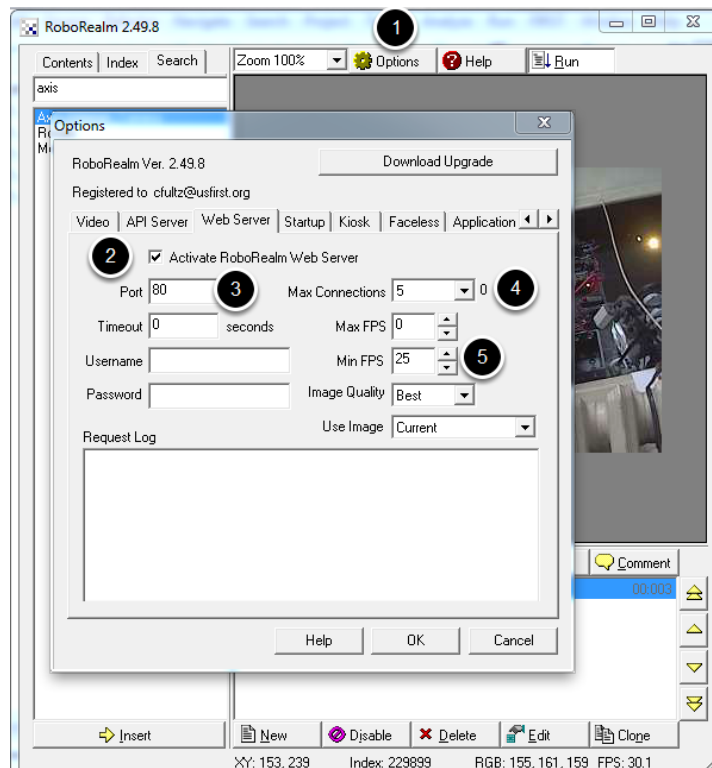 RoboRealm 2.49.8
1
Contents Index Search
Zoom 100% Options Help Run
axis
Options
RoboRealm Ver. 2.49.8 Download Upgrade
Registered to cfultz@usfirst.org
Video API Server Web Server Startup Kiosk Faceless Application
2 Activate RoboRealm Web Server
Port 80 3 Max Connections 5 0 4
Timeout 0 seconds Max FPS 0
Username Min FPS 25 5
Password Image Quality Best
Use Image Current
Request Log
Comment
00:003
Help OK Cancel
Insert New Disable Delete Edit Clone
XY: 153, 239 Index: 229899 RGB: 155, 161, 159 FPS: 30.1